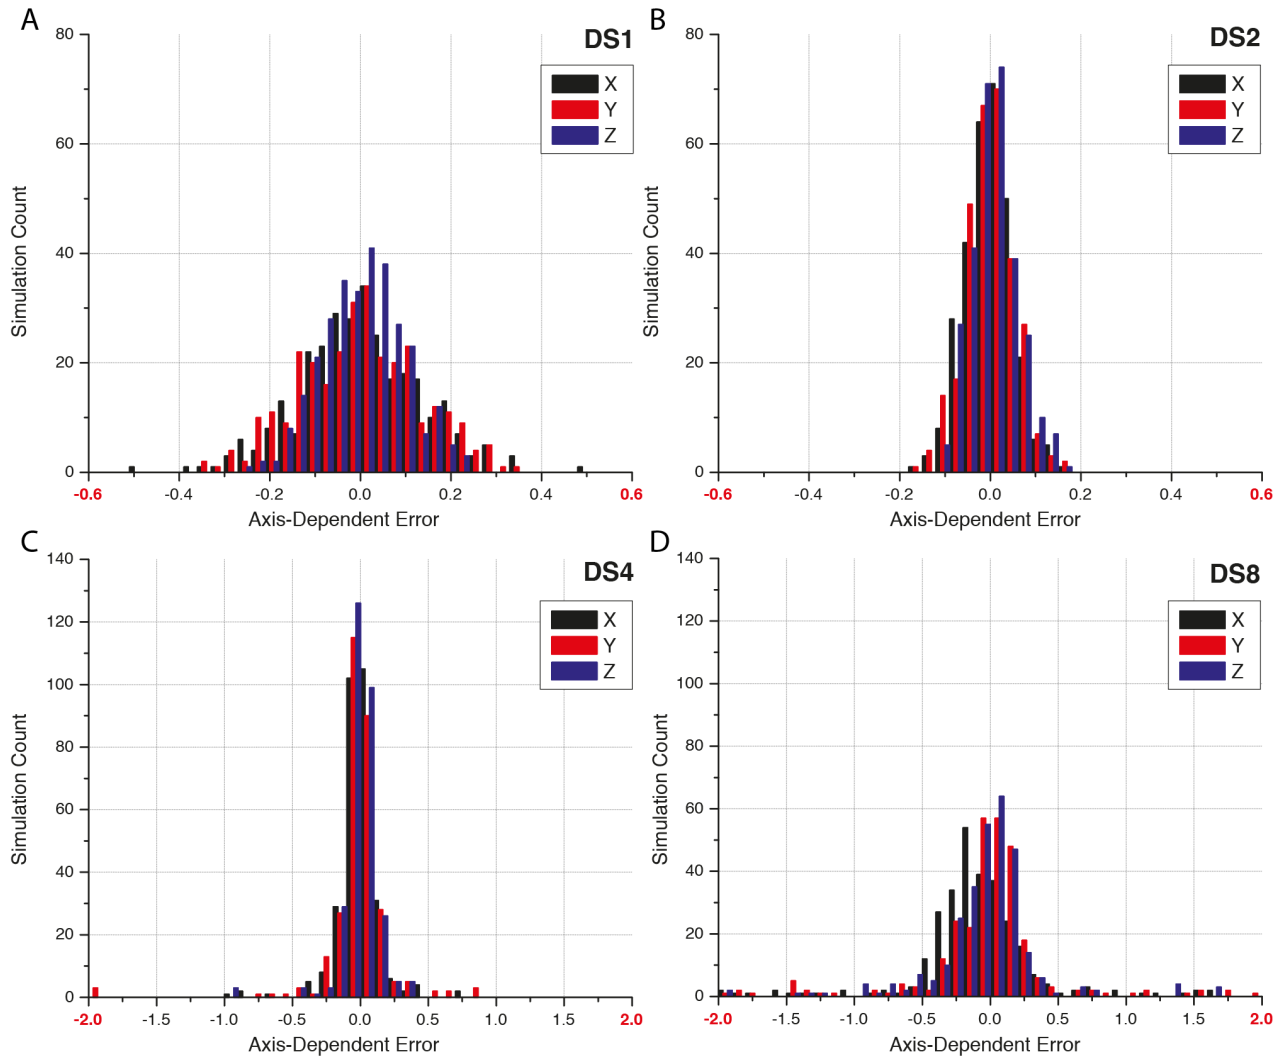 A
DS1
80
60
40
20
0
Simulation Count
X
Y
Z
-0.6 -0.4 -0.2 0.0 0.2 0.4 0.6
Axis-Dependent Error
B
DS2
80
60
40
20
0
Simulation Count
X
Y
Z
-0.6 -0.4 -0.2 0.0 0.2 0.4 0.6
Axis-Dependent Error
C
DS4
140
120
100
80
60
40
20
0
Simulation Count
X
Y
Z
-2.0 -1.5 -1.0 -0.5 0.0 0.5 1.0 1.5 2.0
Axis-Dependent Error
D
DS8
140
120
100
80
60
40
20
0
Simulation Count
X
Y
Z
-2.0 -1.5 -1.0 -0.5 0.0 0.5 1.0 1.5 2.0
Axis-Dependent Error